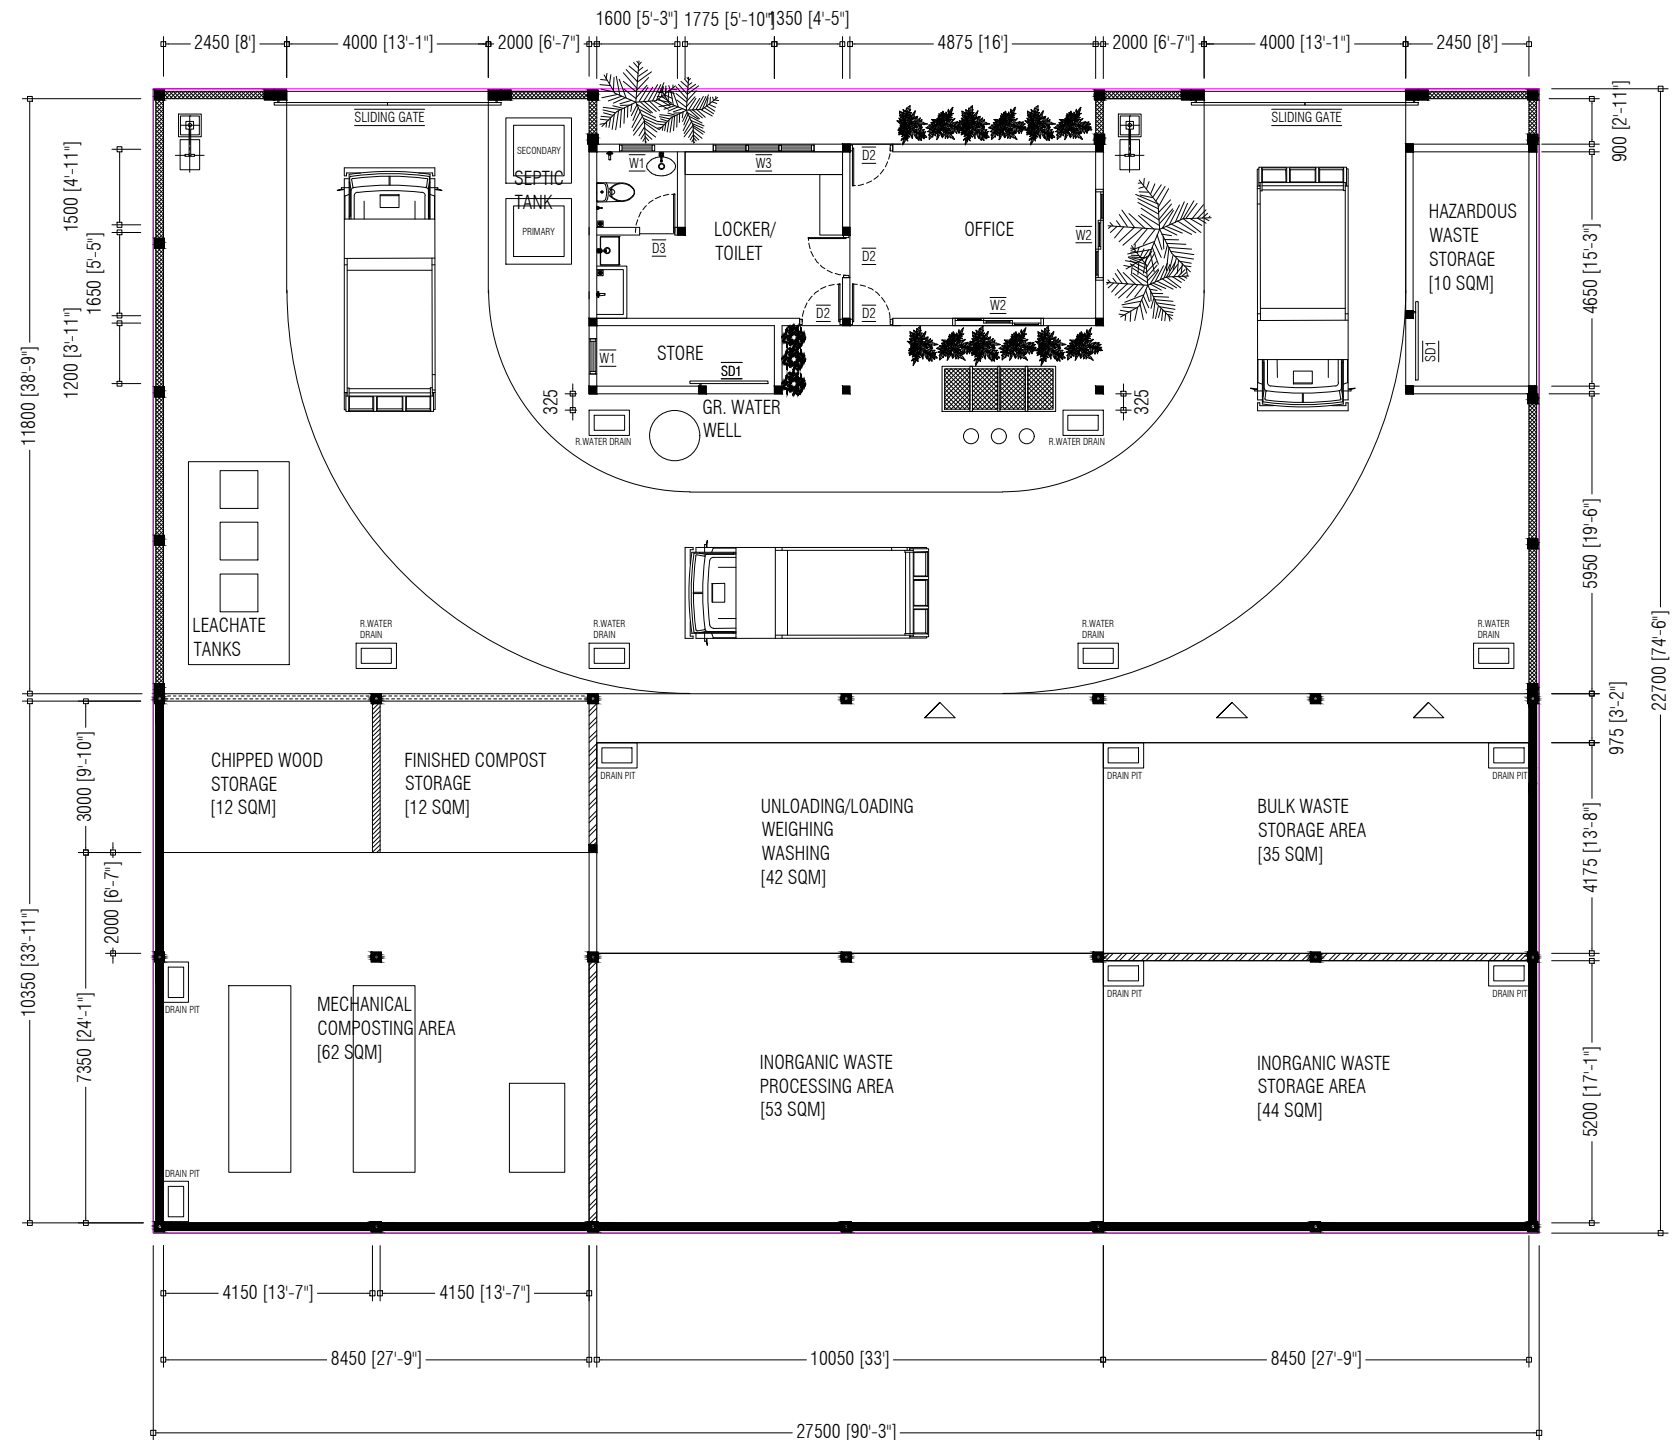 1600 [5'-3"]
1775 [5'-10"]
1350 [4'-5"]
2450 [8']
4000 [13'-1"]
2000 [6'-7"]
4875 [16']
2000 [6'-7"]
4000 [13'-1"]
2450 [8']
SLIDING GATE
SLIDING GATE
900 [2'-11"]
SECONDARY
SEPTIC
TANK
PRIMARY
W1
W3
D2
1500 [4'-11"]
1650 [5'-5"]
1200 [3'-11"]
11800 [38'-9"]
LOCKER/
TOILET
D3
OFFICE
W2
D2
D2
D2
W2
HAZARDOUS
WASTE
STORAGE
[10 SQM]
SD1
4650 [15'-3"]
W1
STORE
SD1
325
GR. WATER
WELL
R.WATER DRAIN
325
R.WATER DRAIN
5950 [19'-6"]
22700 [74'-6"]
LEACHATE
TANKS
R.WATER
DRAIN
R.WATER
DRAIN
R.WATER
DRAIN
R.WATER
DRAIN
975 [3'-2"]
10350 [33'-11"]
3000 [9'-10"]
2000 [6'-7"]
7350 [24'-1"]
CHIPPED WOOD
STORAGE
[12 SQM]
FINISHED COMPOST
STORAGE
[12 SQM]
DRAIN PIT
UNLOADING/LOADING
WEIGHING
WASHING
[42 SQM]
DRAIN PIT
BULK WASTE
STORAGE AREA
[35 SQM]
DRAIN PIT
4175 [13'-8"]
DRAIN PIT
MECHANICAL
COMPOSTING AREA
[62 SQM]
DRAIN PIT
INORGANIC WASTE
PROCESSING AREA
[53 SQM]
DRAIN PIT
DRAIN PIT
INORGANIC WASTE
STORAGE AREA
[44 SQM]
5200 [17'-1"]
4150 [13'-7"]
4150 [13'-7"]
8450 [27'-9"]
10050 [33']
8450 [27'-9"]
27500 [90'-3"]